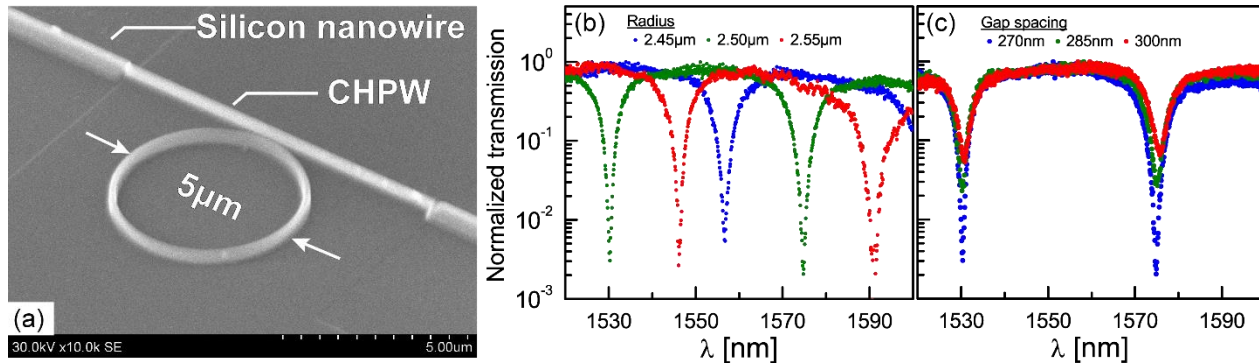 Silicon nanowire
CHPW
5μm
(a)
30.0kV x10.0k SE
5.00um
(b)
Radius
2.45μm
2.50μm
2.55μm
Normalized transmission
10⁰
10⁻¹
10⁻²
10⁻³
1530
1550
1570
1590
λ [nm]
(c)
Gap spacing
270nm
285nm
300nm
1530
1550
1570
1590
λ [nm]